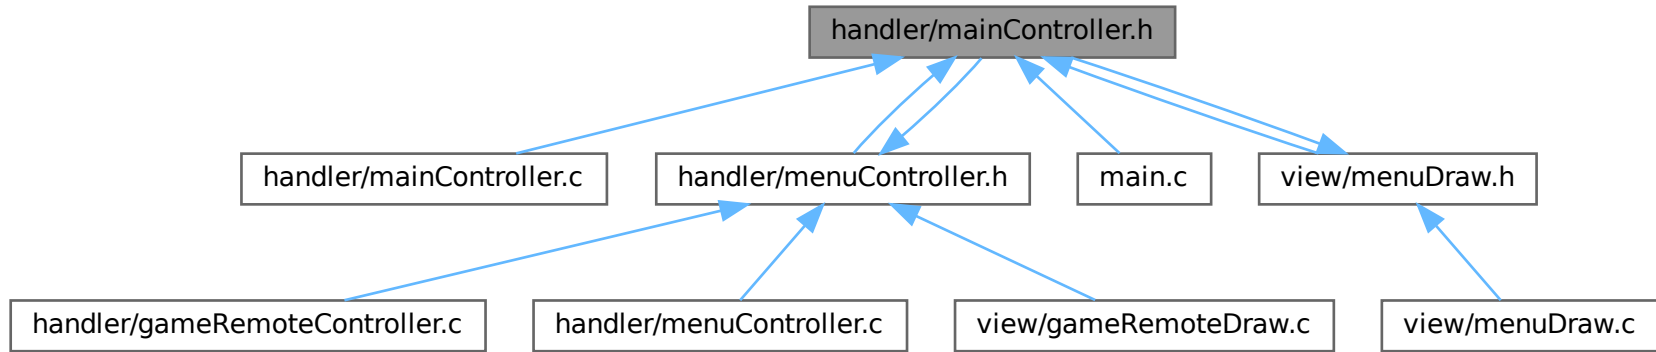 handler/mainController.h
handler/mainController.c
handler/menuController.h
main.c
view/menuDraw.h
handler/gameRemoteController.c
handler/menuController.c
view/gameRemoteDraw.c
view/menuDraw.c